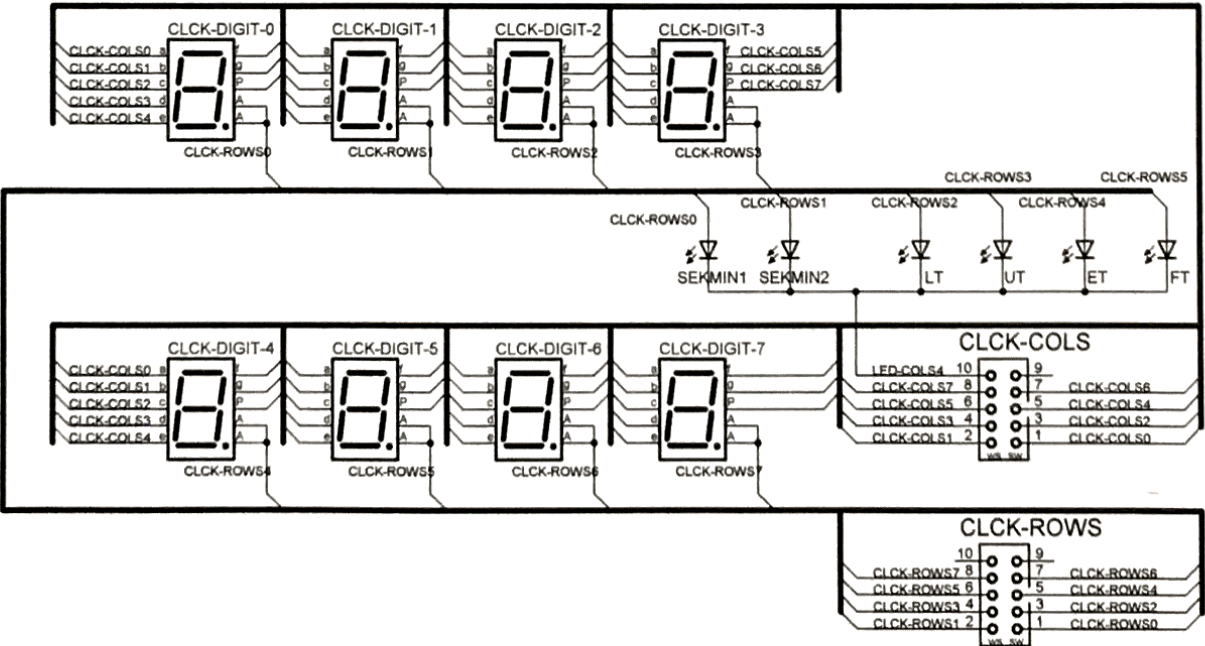 CLCK-DIGIT-0 CLCK-DIGIT-1 CLCK-DIGIT-2 CLCK-DIGIT-3
CLCK-COLS0 a f a f a f a f CLCK-COLS5
CLCK-COLS1 b g b g b g b g CLCK-COLS6
CLCK-COLS2 c P c P c P c P CLCK-COLS7
CLCK-COLS3 d A d A d A d A
CLCK-COLS4 e A e A e A e A
CLCK-ROWS0 CLCK-ROWS1 CLCK-ROWS2 CLCK-ROWS3
CLCK-ROWS3 CLCK-ROWS5
CLCK-ROWS1 CLCK-ROWS2 CLCK-ROWS4
CLCK-ROWS0
SEKMIN1 SEKMIN2 LT UT ET FT
CLCK-DIGIT-4 CLCK-DIGIT-5 CLCK-DIGIT-6 CLCK-DIGIT-7 CLCK-COLS
CLCK-COLS0 a f a f a f a f LED-COLS4 10 9
CLCK-COLS1 b g b g b g b g CLCK-COLS7 8 7 CLCK-COLS6
CLCK-COLS2 c P c P c P c P CLCK-COLS5 6 5 CLCK-COLS4
CLCK-COLS3 d A d A d A d A CLCK-COLS3 4 3 CLCK-COLS2
CLCK-COLS4 e A e A e A e A CLCK-COLS1 2 1 CLCK-COLS0
WS SW
CLCK-ROWS4 CLCK-ROWS5 CLCK-ROWS6 CLCK-ROWS7
CLCK-ROWS
10 9
CLCK-ROWS7 8 7 CLCK-ROWS6
CLCK-ROWS5 6 5 CLCK-ROWS4
CLCK-ROWS3 4 3 CLCK-ROWS2
CLCK-ROWS1 2 1 CLCK-ROWS0
WS SW